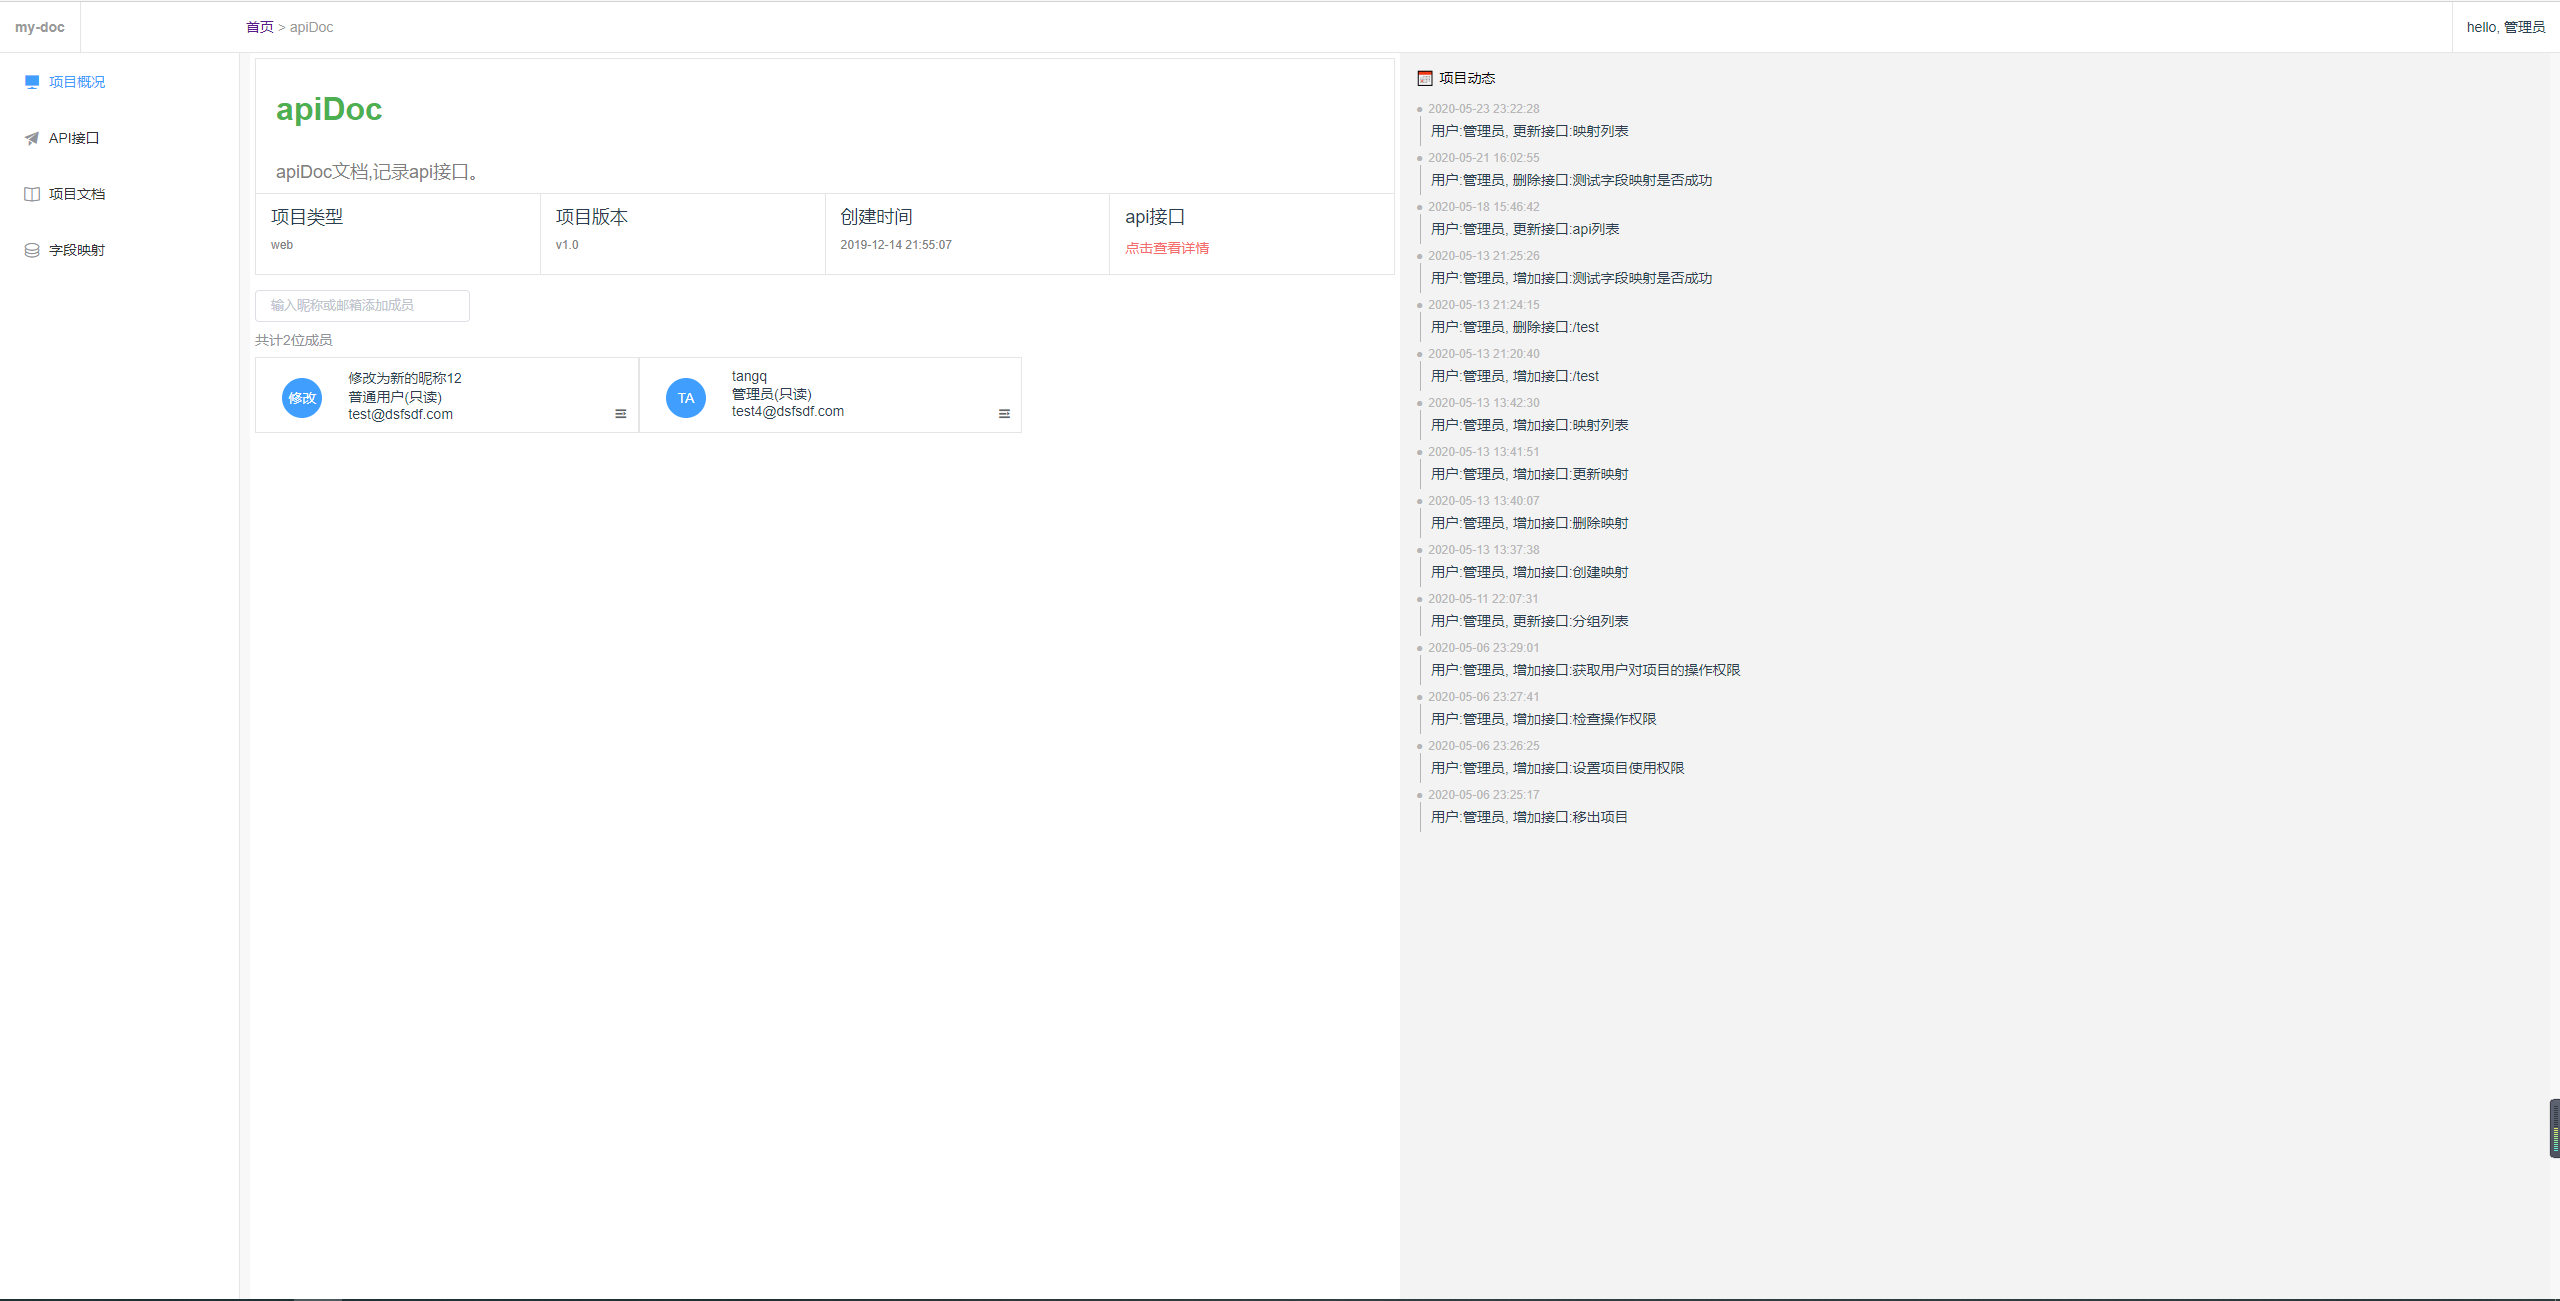 my-doc
首页 > apiDoc
hello, 管理员
项目概况
API接口
项目文档
字段映射
apiDoc
apiDoc文档,记录api接口。
项目类型
web
项目版本
v1.0
创建时间
2019-12-14 21:55:07
api接口
点击查看详情
输入昵称或邮箱添加成员
共计2位成员
修改
修改为新的昵称12
普通用户(只读)
test@dsfsdf.com
TA
tangq
管理员(只读)
test4@dsfsdf.com
项目动态
2020-05-23 23:22:28
用户:管理员, 更新接口:映射列表
2020-05-21 16:02:55
用户:管理员, 删除接口:测试字段映射是否成功
2020-05-18 15:46:42
用户:管理员, 更新接口:api列表
2020-05-13 21:25:26
用户:管理员, 增加接口:测试字段映射是否成功
2020-05-13 21:24:15
用户:管理员, 删除接口:/test
2020-05-13 21:20:40
用户:管理员, 增加接口:/test
2020-05-13 13:42:30
用户:管理员, 增加接口:映射列表
2020-05-13 13:41:51
用户:管理员, 增加接口:更新映射
2020-05-13 13:40:07
用户:管理员, 增加接口:删除映射
2020-05-13 13:37:38
用户:管理员, 增加接口:创建映射
2020-05-11 22:07:31
用户:管理员, 更新接口:分组列表
2020-05-06 23:29:01
用户:管理员, 增加接口:获取用户对项目的操作权限
2020-05-06 23:27:41
用户:管理员, 增加接口:检查操作权限
2020-05-06 23:26:25
用户:管理员, 增加接口:设置项目使用权限
2020-05-06 23:25:17
用户:管理员, 增加接口:移出项目